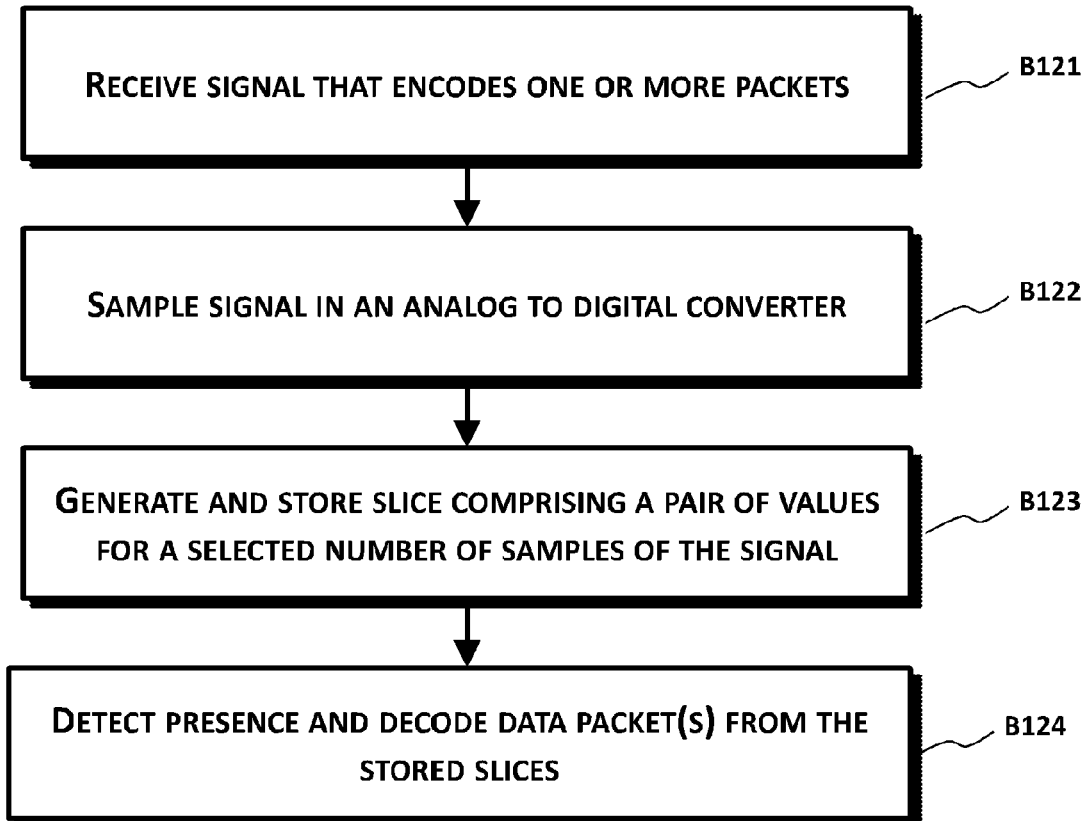 RECEIVE SIGNAL THAT ENCODES ONE OR MORE PACKETS
B121
SAMPLE SIGNAL IN AN ANALOG TO DIGITAL CONVERTER
B122
GENERATE AND STORE SLICE COMPRISING A PAIR OF VALUES
FOR A SELECTED NUMBER OF SAMPLES OF THE SIGNAL
B123
DETECT PRESENCE AND DECODE DATA PACKET(S) FROM THE
STORED SLICES
B124